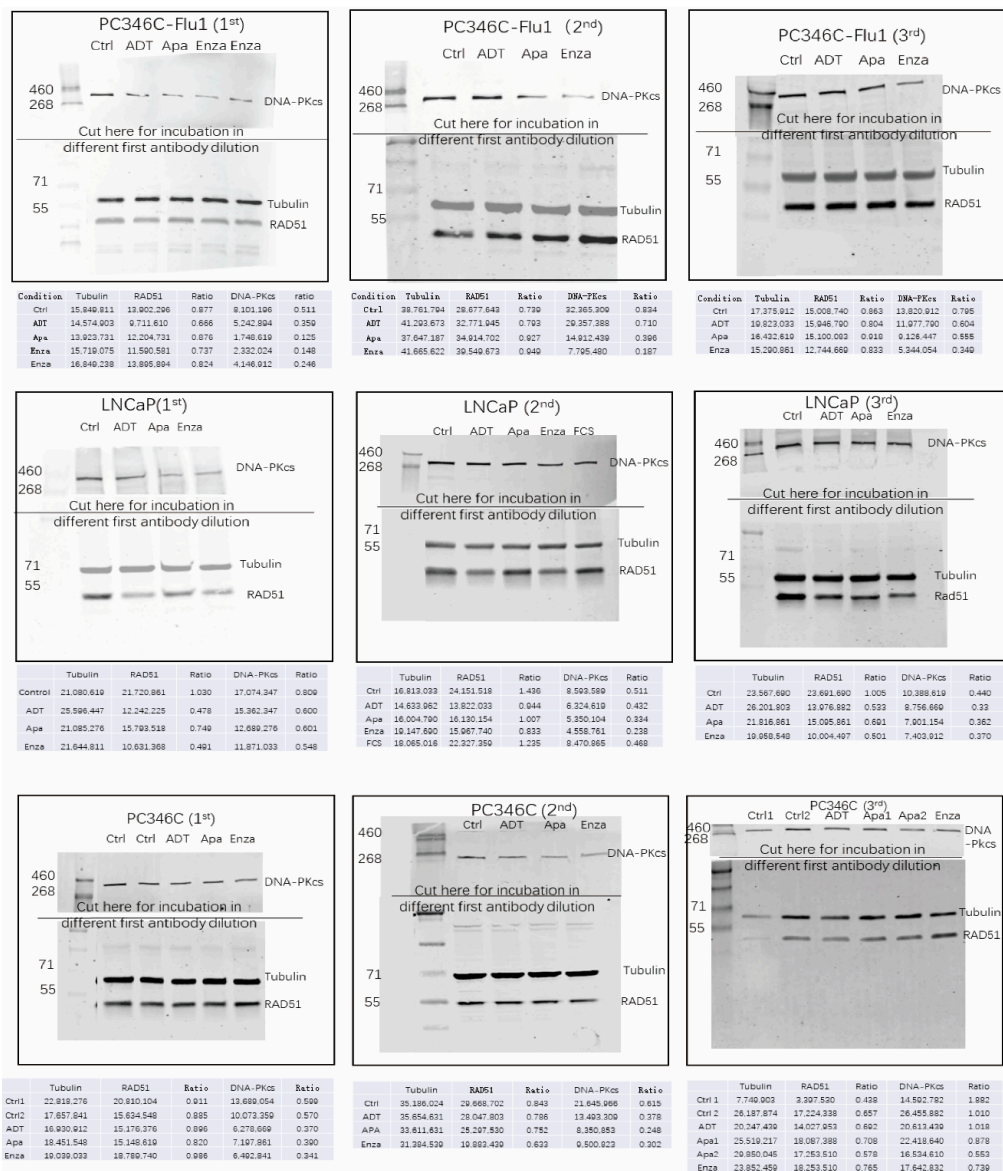 PC346C-Flu1 (1st)
Ctrl ADT Apa Enza Enza
460
268
DNA-PKcs
Cut here for incubation in
different first antibody dilution
71
55
Tubulin
RAD51
Condition Tubulin RAD51 Ratio DNA-PKcs ratio
Ctrl 15,849.811 13,902.296 0.877 8,101.196 0.511
ADT 14,574.903 9,711.610 0.666 5,242.894 0.359
Apa 13,923.731 12,204.731 0.876 1,748.619 0.125
Enza 15,719.075 11,590.581 0.737 2,332.024 0.148
Enza 16,849.238 13,895.894 0.824 4,146.912 0.246
PC346C-Flu1 (2nd)
Ctrl ADT Apa Enza
460
268
DNA-PKcs
Cut here for incubation in
different first antibody dilution
71
55
Tubulin
RAD51
Condition Tubulin RAD51 Ratio DNA-PKcs Ratio
Ctrl 38,761.794 28,677.643 0.739 32,365.309 0.834
ADT 41,293.673 32,771.945 0.793 29,357.388 0.710
Apa 37,647.187 34,914.702 0.927 14,912.439 0.396
Enza 41,665.622 39,549.673 0.949 7,795.480 0.187
PC346C-Flu1 (3rd)
Ctrl ADT Apa Enza
460
268
DNA-PKcs
Cut here for incubation in
different first antibody dilution
71
55
Tubulin
RAD51
Condition Tubulin RAD51 Ratio DNA-PKcs Ratio
Ctrl 17,375.912 15,008.740 0.863 13,820.912 0.795
ADT 19,823.033 15,946.790 0.804 11,977.790 0.604
Apa 16,432.619 15,100.083 0.918 9,126.447 0.555
Enza 15,290.861 12,744.669 0.833 5,344.054 0.349
LNCaP(1st)
Ctrl ADT Apa Enza
460
268
DNA-PKcs
Cut here for incubation in
different first antibody dilution
71
55
Tubulin
RAD51
Tubulin RAD51 Ratio DNA-PKcs Ratio
Control 21,080.619 21,720.861 1.030 17,074.347 0.809
ADT 25,596.447 12,242.225 0.478 15,362.347 0.600
Apa 21,085.276 15,793.518 0.749 12,689.276 0.601
Enza 21,644.811 10,631.368 0.491 11,871.033 0.548
LNCaP (2nd)
Ctrl ADT Apa Enza FCS
460
268
DNA-PKcs
Cut here for incubation in
different first antibody dilution
71
55
Tubulin
RAD51
Tubulin RAD51 Ratio DNA-PKcs Ratio
Ctrl 16,813.033 24,151.518 1.436 8,593.589 0.511
ADT 14,633.962 13,822.033 0.944 6,324.619 0.432
Apa 16,004.790 16,130.154 1.007 5,350.104 0.334
Enza 19,147.690 15,967.740 0.833 4,558.761 0.238
FCS 18,065.016 22,327.359 1.235 8,470.865 0.468
LNCaP (3rd)
Ctrl ADT Apa Enza
460
268
DNA-PKcs
Cut here for incubation in
different first antibody dilution
71
55
Tubulin
Rad51
Tubulin RAD51 Ratio DNA-PKcs Ratio
Ctrl 23,567.690 23,691.690 1.005 10,388.619 0.440
ADT 26,201.803 13,976.882 0.533 8,756.669 0.33
Apa 21,816.861 15,095.861 0.691 7,901.154 0.362
Enza 19,958.548 10,004.497 0.501 7,403.912 0.370
PC346C (1st)
Ctrl Ctrl ADT Apa Enza
460
268
DNA-PKcs
Cut here for incubation in
different first antibody dilution
71
55
Tubulin
RAD51
Tubulin RAD51 Ratio DNA-PKcs Ratio
Ctrl1 22,818.276 20,810.104 0.911 13,689.054 0.599
Ctrl2 17,657.841 15,634.548 0.885 10,073.359 0.570
ADT 16,930.912 15,176.376 0.896 6,278.669 0.370
Apa 18,451.548 15,148.619 0.820 7,197.861 0.390
Enza 19,039.033 18,789.740 0.986 6,492.841 0.341
PC346C (2nd)
Ctrl ADT Apa Enza
460
268
DNA-PKcs
Cut here for incubation in
different first antibody dilution
71
55
Tubulin
RAD51
Tubulin RAD51 Ratio DNA-PKcs Ratio
Ctrl 35,186.024 29,668.702 0.843 21,645.966 0.615
ADT 35,654.631 28,047.803 0.786 13,493.309 0.378
APA 33,611.631 25,297.530 0.752 8,350.853 0.248
Enza 31,384.539 19,883.439 0.633 9,500.823 0.302
PC346C (3rd)
Ctrl1 Ctrl2 ADT Apa1 Apa2 Enza
460
268
DNA
-PKcs
Cut here for incubation in
different first antibody dilution
71
55
Tubulin
RAD51
Tubulin RAD51 Ratio DNA-PKcs Ratio
Ctrl 1 7,749.903 3,397.530 0.438 14,592.782 1.882
Ctrl 2 26,187.874 17,224.338 0.657 26,455.882 1.010
ADT 20,247.439 14,027.953 0.692 20,613.439 1.018
Apa1 25,519.217 18,087.388 0.708 22,418.640 0.878
Apa2 29,850.045 17,253.510 0.578 16,534.610 0.553
Enza 23,852.459 18,253.510 0.765 17,642.832 0.739